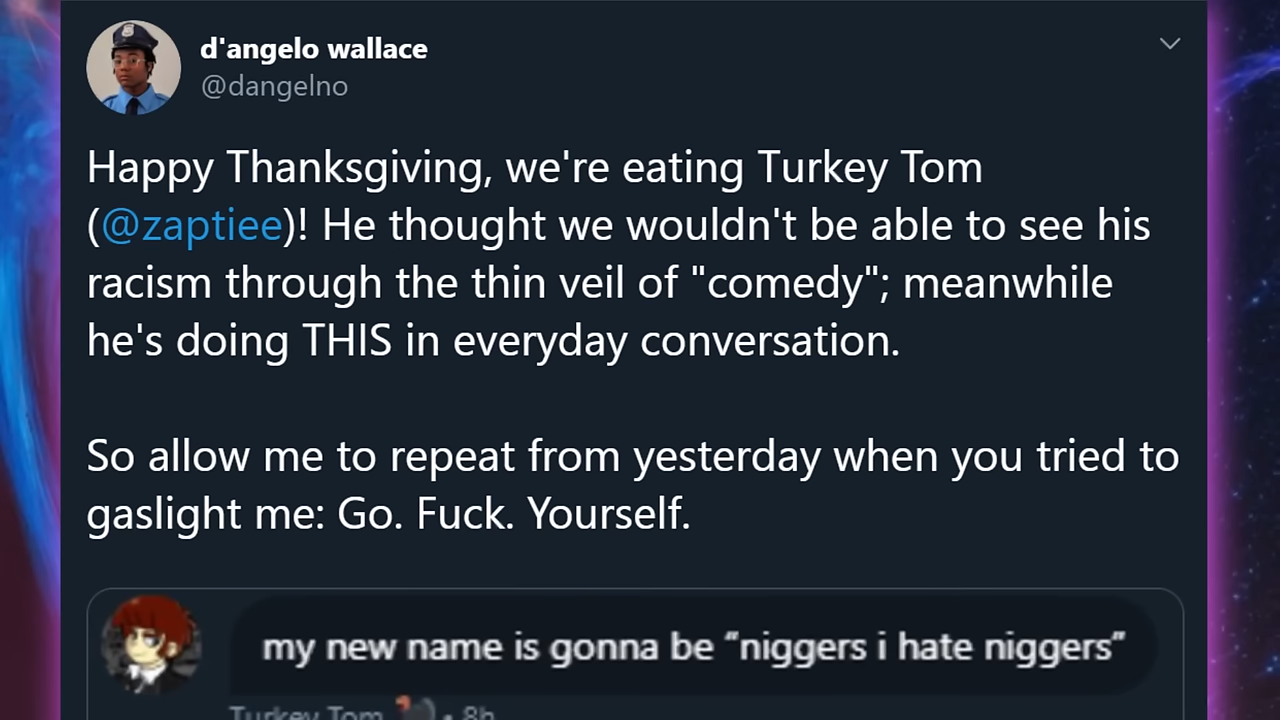 d'angelo wallace
@dangelno
Happy Thanksgiving, we're eating Turkey Tom
(@zaptiee)! He thought we wouldn't be able to see his
racism through the thin veil of "comedy"; meanwhile
he's doing THIS in everyday conversation.
So allow me to repeat from yesterday when you tried to
gaslight me: Go. Fuck. Yourself.
my new name is gonna be “niggers i hate niggers”
Turkey Tom • 8h